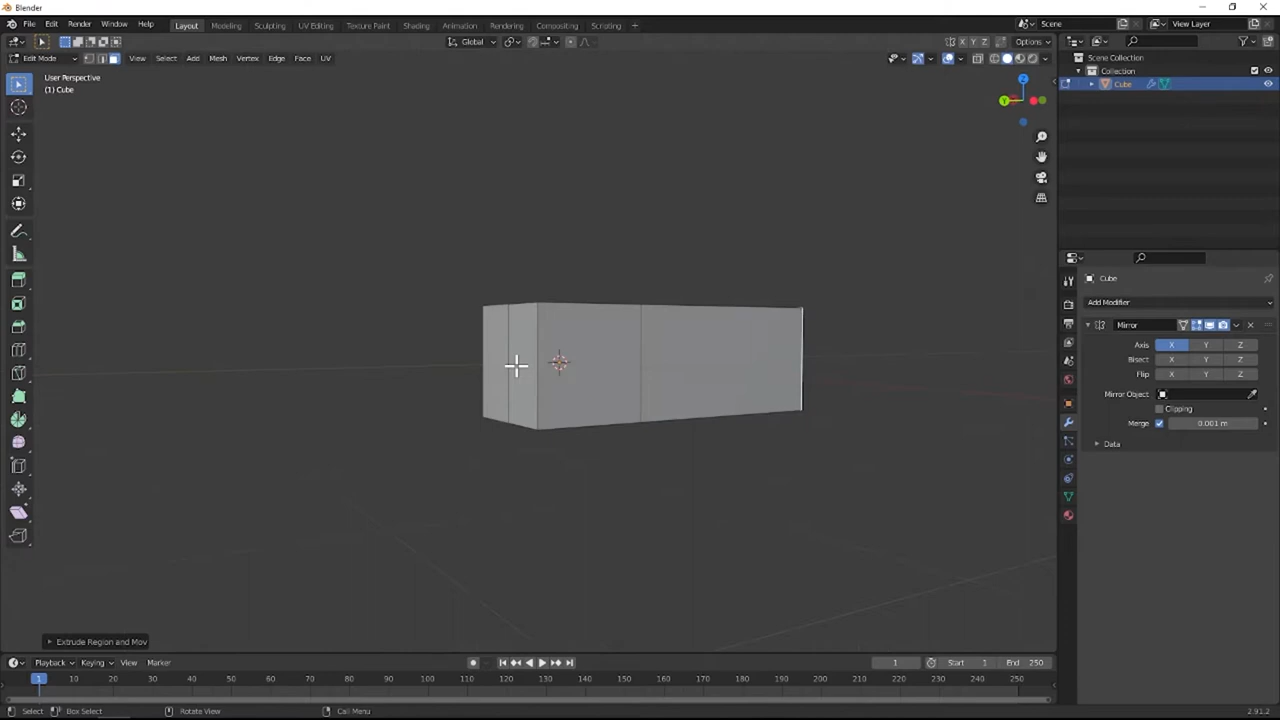 Blender
File Edit Render Window Help Layout Modeling Sculpting UV Editing Texture Paint Shading Animation Rendering Compositing Scripting + Scene View Layer
Global X Y Z Options
Edit Mode View Select Add Mesh Vertex Edge Face UV
User Perspective
(1) Cube
Scene Collection
Collection
Cube
Z
Y
Cube
Add Modifier
Mirror
Axis X Y Z
Bisect X Y Z
Flip X Y Z
Mirror Object
Clipping
Merge 0.001 m
Data
Extrude Region and Mov
Playback Keying View Marker 1 Start 1 End 250
1 10 20 30 40 50 60 70 80 90 100 110 120 130 140 150 160 170 180 190 200 210 220 230 240 250
Select Box Select Rotate View Call Menu 2.91.2